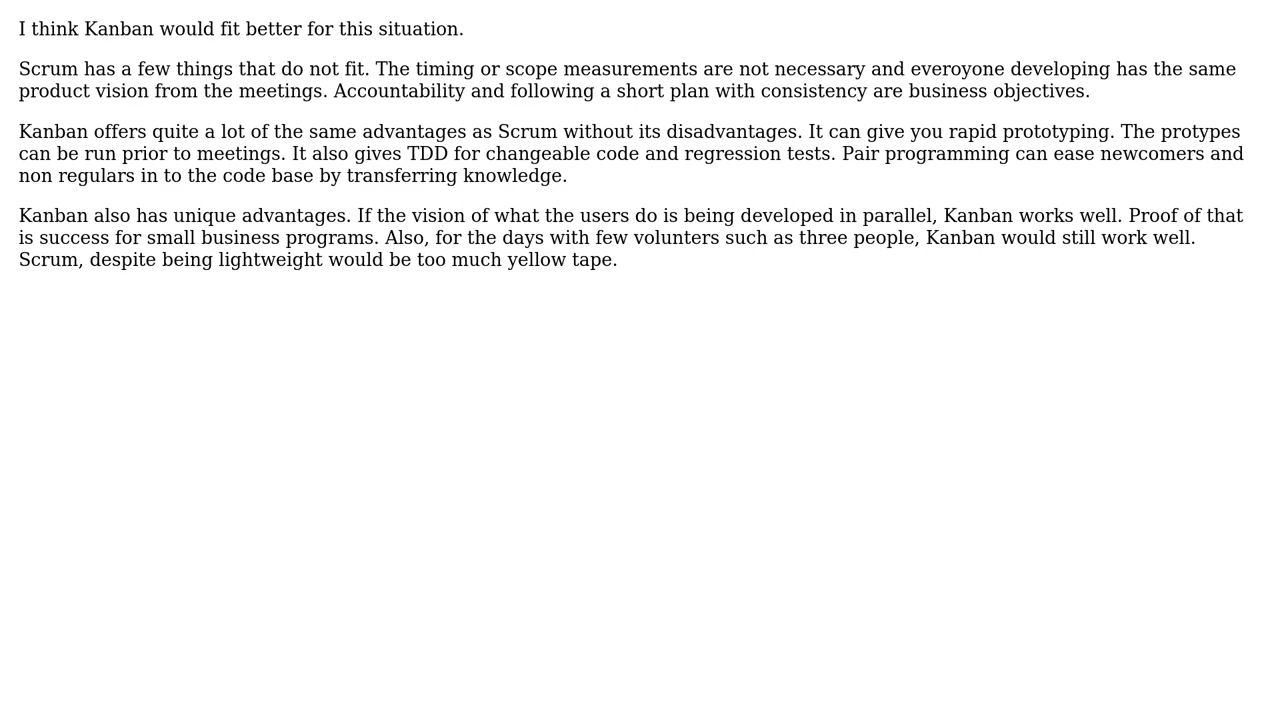 I think Kanban would fit better for this situation.
Scrum has a few things that do not fit. The timing or scope measurements are not necessary and everoyone developing has the same
product vision from the meetings. Accountability and following a short plan with consistency are business objectives.
Kanban offers quite a lot of the same advantages as Scrum without its disadvantages. It can give you rapid prototyping. The protypes
can be run prior to meetings. It also gives TDD for changeable code and regression tests. Pair programming can ease newcomers and
non regulars in to the code base by transferring knowledge.
Kanban also has unique advantages. If the vision of what the users do is being developed in parallel, Kanban works well. Proof of that
is success for small business programs. Also, for the days with few volunters such as three people, Kanban would still work well.
Scrum, despite being lightweight would be too much yellow tape.